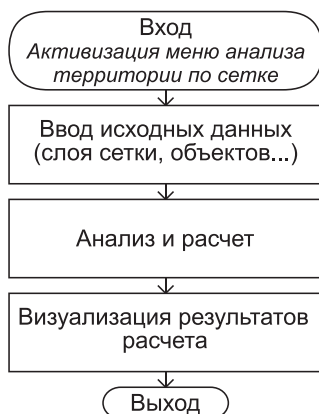 Вход
Активизация меню анализа
территории по сетке
Ввод исходных данных
(слоя сетки, объектов...)
Анализ и расчет
Визуализация результатов
расчета
Выход